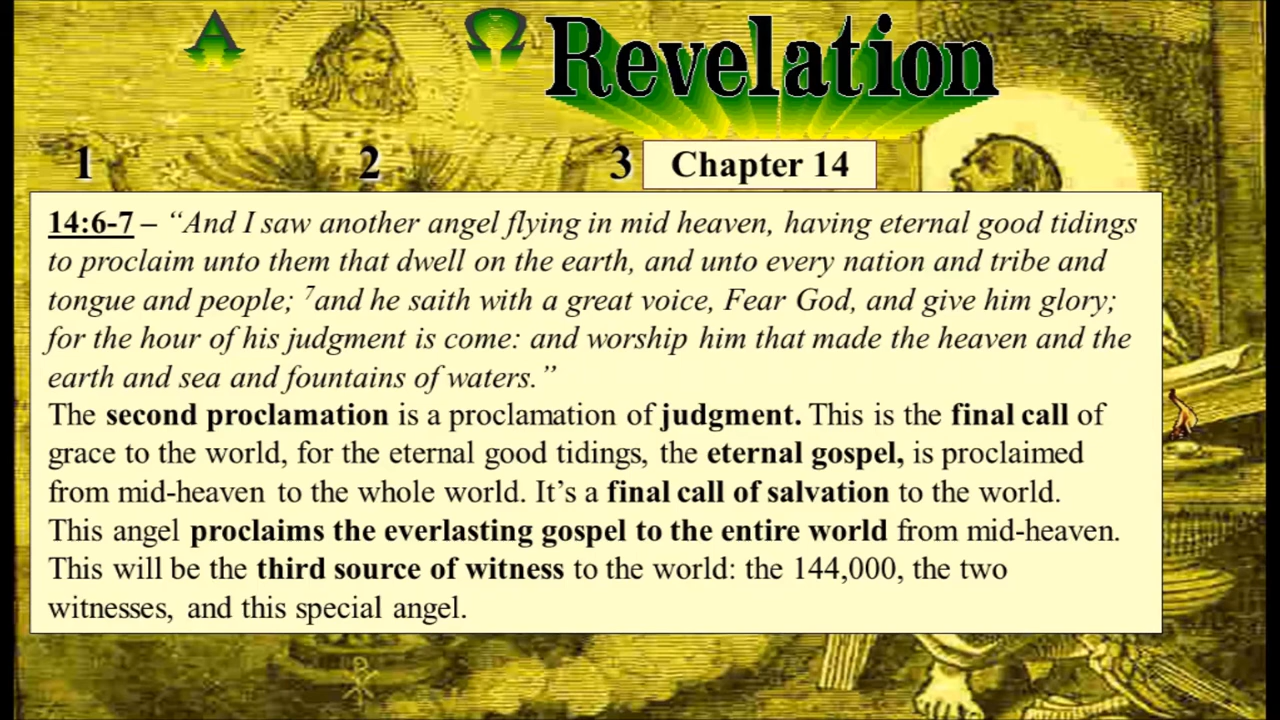 Α Ω Revelation
1 2 3 Chapter 14
14:6-7 – “And I saw another angel flying in mid heaven, having eternal good tidings
to proclaim unto them that dwell on the earth, and unto every nation and tribe and
tongue and people; ⁷and he saith with a great voice, Fear God, and give him glory;
for the hour of his judgment is come: and worship him that made the heaven and the
earth and sea and fountains of waters.”
The second proclamation is a proclamation of judgment. This is the final call of
grace to the world, for the eternal good tidings, the eternal gospel, is proclaimed
from mid-heaven to the whole world. It’s a final call of salvation to the world.
This angel proclaims the everlasting gospel to the entire world from mid-heaven.
This will be the third source of witness to the world: the 144,000, the two
witnesses, and this special angel.